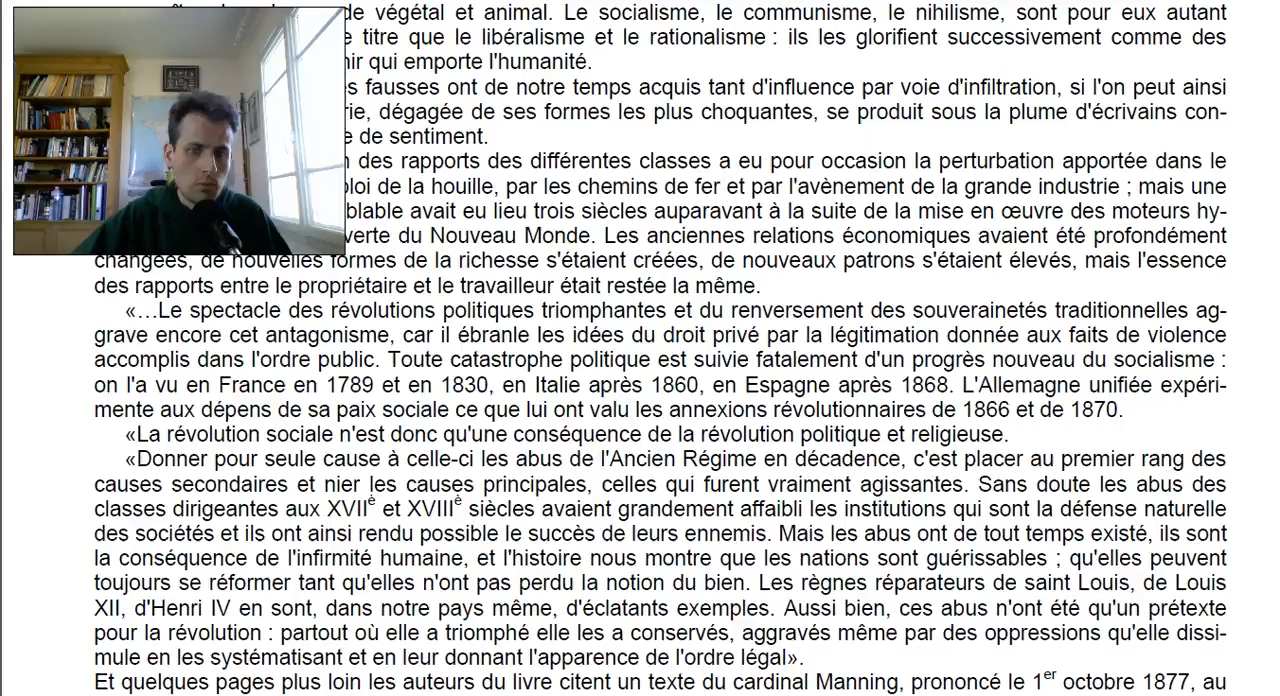 de végétal et animal. Le socialisme, le communisme, le nihilisme, sont pour eux autant
titre que le libéralisme et le rationalisme : ils les glorifient successivement comme des
qui emporte l'humanité.
fausses ont de notre temps acquis tant d'influence par voie d'infiltration, si l'on peut ainsi
dégagée de ses formes les plus choquantes, se produit sous la plume d'écrivains con-
de sentiment.
des rapports des différentes classes a eu pour occasion la perturbation apportée dans le
de la houille, par les chemins de fer et par l'avènement de la grande industrie ; mais une
avait eu lieu trois siècles auparavant à la suite de la mise en œuvre des moteurs hy-
du Nouveau Monde. Les anciennes relations économiques avaient été profondément
changées, de nouvelles formes de la richesse s'étaient créées, de nouveaux patrons s'étaient élevés, mais l'essence
des rapports entre le propriétaire et le travailleur était restée la même.
«…Le spectacle des révolutions politiques triomphantes et du renversement des souverainetés traditionnelles ag-
grave encore cet antagonisme, car il ébranle les idées du droit privé par la légitimation donnée aux faits de violence
accomplis dans l'ordre public. Toute catastrophe politique est suivie fatalement d'un progrès nouveau du socialisme :
on l'a vu en France en 1789 et en 1830, en Italie après 1860, en Espagne après 1868. L'Allemagne unifiée expéri-
mente aux dépens de sa paix sociale ce que lui ont valu les annexions révolutionnaires de 1866 et de 1870.
«La révolution sociale n'est donc qu'une conséquence de la révolution politique et religieuse.
«Donner pour seule cause à celle-ci les abus de l'Ancien Régime en décadence, c'est placer au premier rang des
causes secondaires et nier les causes principales, celles qui furent vraiment agissantes. Sans doute les abus des
classes dirigeantes aux XVIIè et XVIIIè siècles avaient grandement affaibli les institutions qui sont la défense naturelle
des sociétés et ils ont ainsi rendu possible le succès de leurs ennemis. Mais les abus ont de tout temps existé, ils sont
la conséquence de l'infirmité humaine, et l'histoire nous montre que les nations sont guérissables ; qu'elles peuvent
toujours se réformer tant qu'elles n'ont pas perdu la notion du bien. Les règnes réparateurs de saint Louis, de Louis
XII, d'Henri IV en sont, dans notre pays même, d'éclatants exemples. Aussi bien, ces abus n'ont été qu'un prétexte
pour la révolution : partout où elle a triomphé elle les a conservés, aggravés même par des oppressions qu'elle dissi-
mule en les systématisant et en leur donnant l'apparence de l'ordre légal».
Et quelques pages plus loin les auteurs du livre citent un texte du cardinal Manning, prononcé le 1er octobre 1877, au